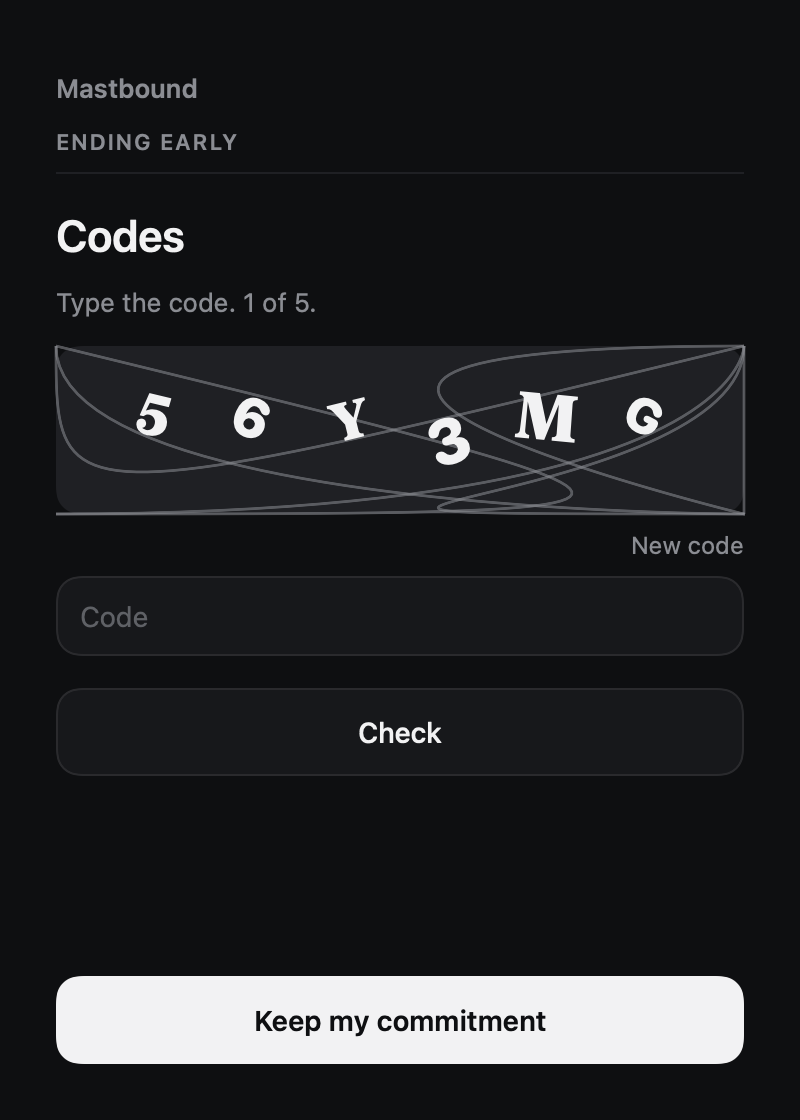 Mastbound
ENDING EARLY
Codes
Type the code. 1 of 5.
5 6 Y 3 M G
New code
Code
Check
Keep my commitment